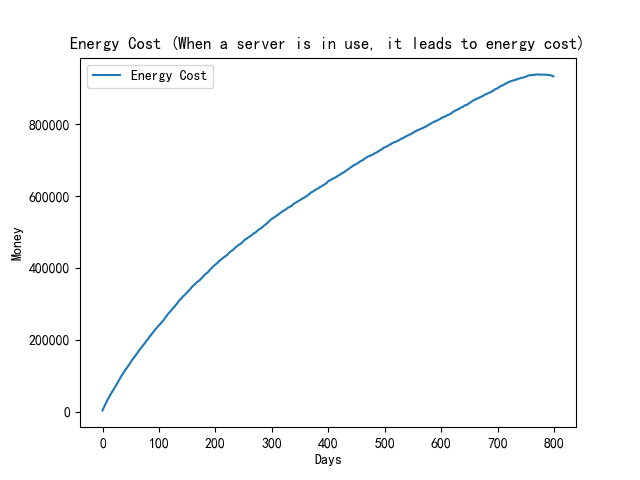 Energy Cost (When a server is in use, it leads to energy cost)
Energy Cost
Money
800000
600000
400000
200000
0
0 100 200 300 400 500 600 700 800
Days